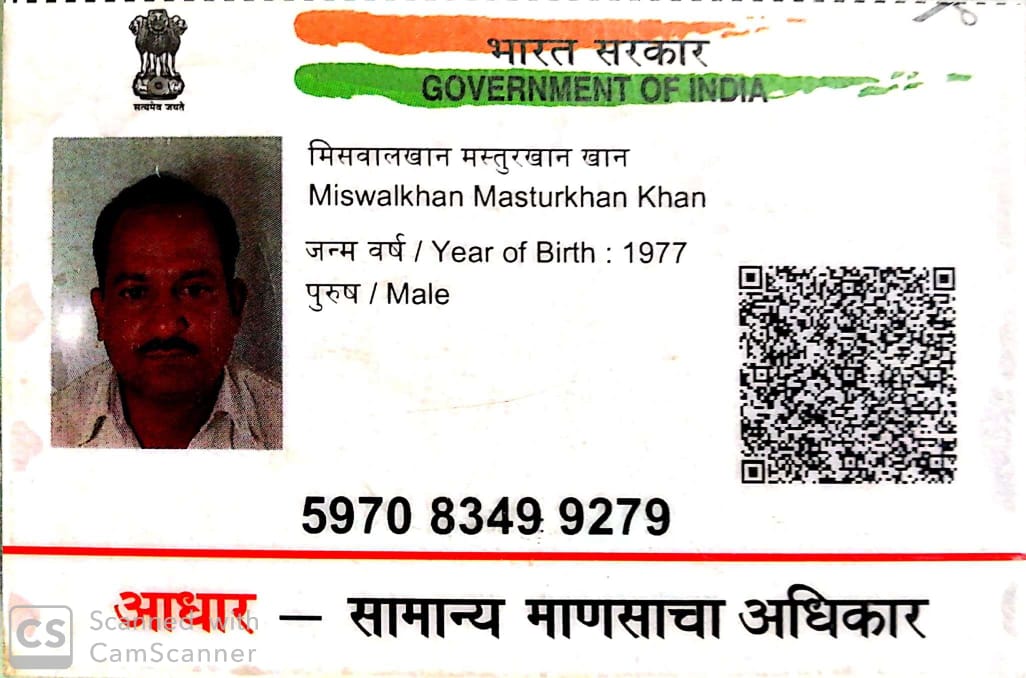 भारत सरकार
GOVERNMENT OF INDIA
सत्यमेव जयते
मिसवालखान मस्तुरखान खान
Miswalkhan Masturkhan Khan
जन्म वर्ष / Year of Birth : 1977
पुरुष / Male
5970 8349 9279
आधार — सामान्य माणसाचा अधिकार
CS Scanned with
CamScanner